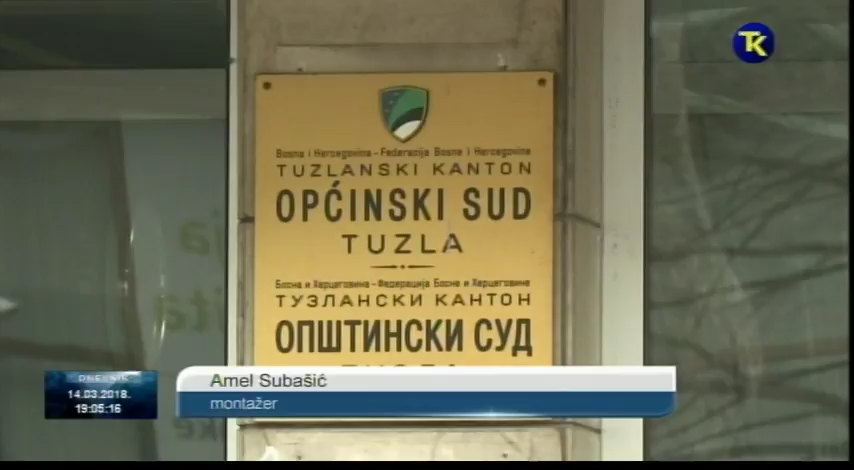 TK
Bosna i Hercegovina - Federacija Bosne i Hercegovine
TUZLANSKI KANTON
OPĆINSKI SUD
TUZLA
Босна и Херцеговина - Федерација Босне и Херцеговине
ТУЗЛАНСКИ КАНТОН
ОПШТИНСКИ СУД
DNEVNIK
14.03.2018.
19:05:16
Amel Subašić
montažer